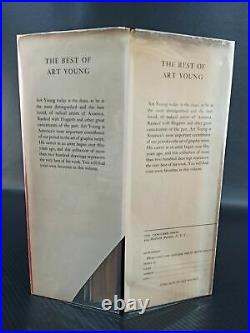 THE BEST OF
ART YOUNG
Art Young today is the dean, as he is
the most distinguished and the most
loved, of radical artists of America.
Ranked with Hogarth and other great
caricaturists of the past, Art Young is
America's most important contributor
of our period to the art of graphic satire.
His career as an artist began over fifty
years ago, and this collection of more
than two hundred drawings represents
the very best of his work. You will find
your own favorites in this volume.
THE BEST OF
ART YOUNG
Art Young today is the dean, as he is
the most distinguished and the most
loved, of radical artists of America.
Ranked with Hogarth and other great
caricaturists of the past, Art Young is
America's most important contributor
of our period to the art of graphic satire.
His career as an artist began over fifty
years ago, and this collection of more
than two hundred drawings represents
the very best of his work. You will find
your own favorites in this volume.
THE VANGUARD PRESS